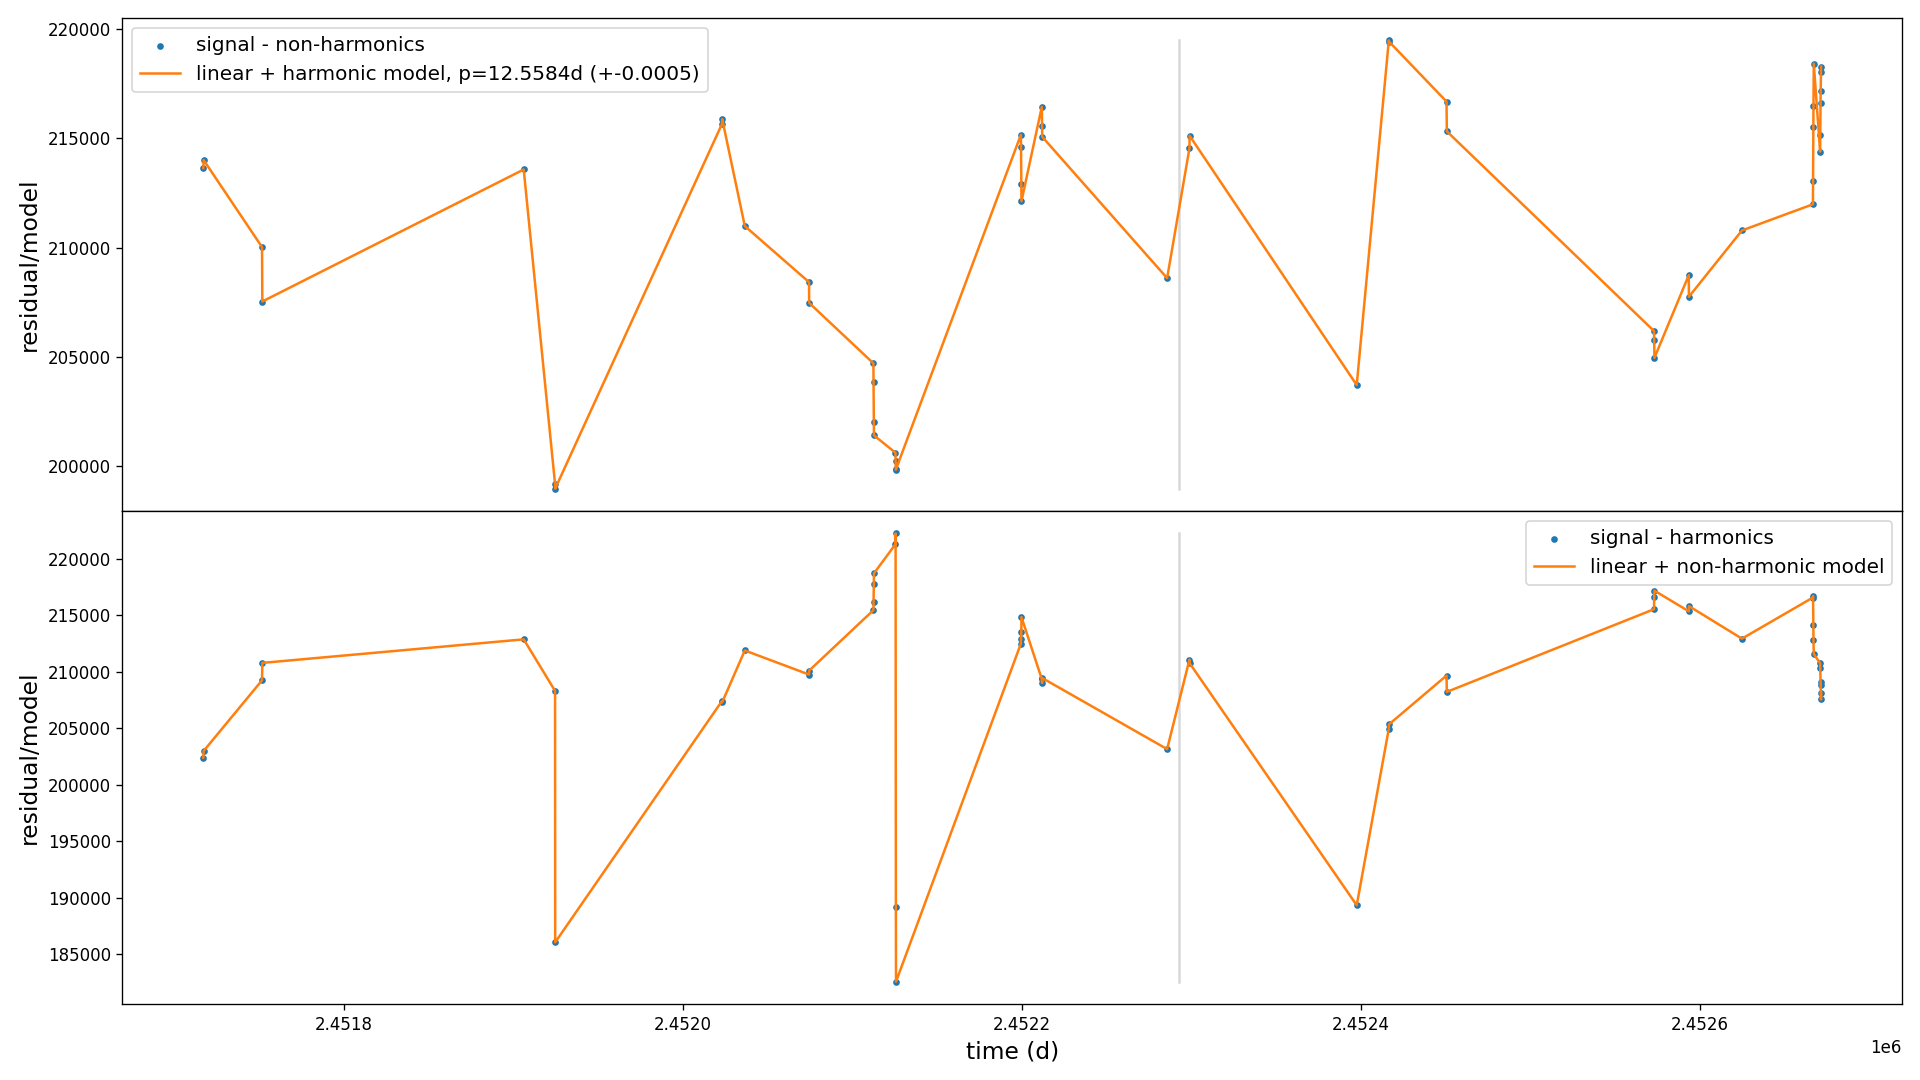 220000
215000
210000
205000
200000
residual/model
signal - non-harmonics
linear + harmonic model, p=12.5584d (+-0.0005)
220000
215000
210000
205000
200000
195000
190000
185000
residual/model
signal - harmonics
linear + non-harmonic model
2.4518
2.4520
2.4522
2.4524
2.4526
1e6
time (d)